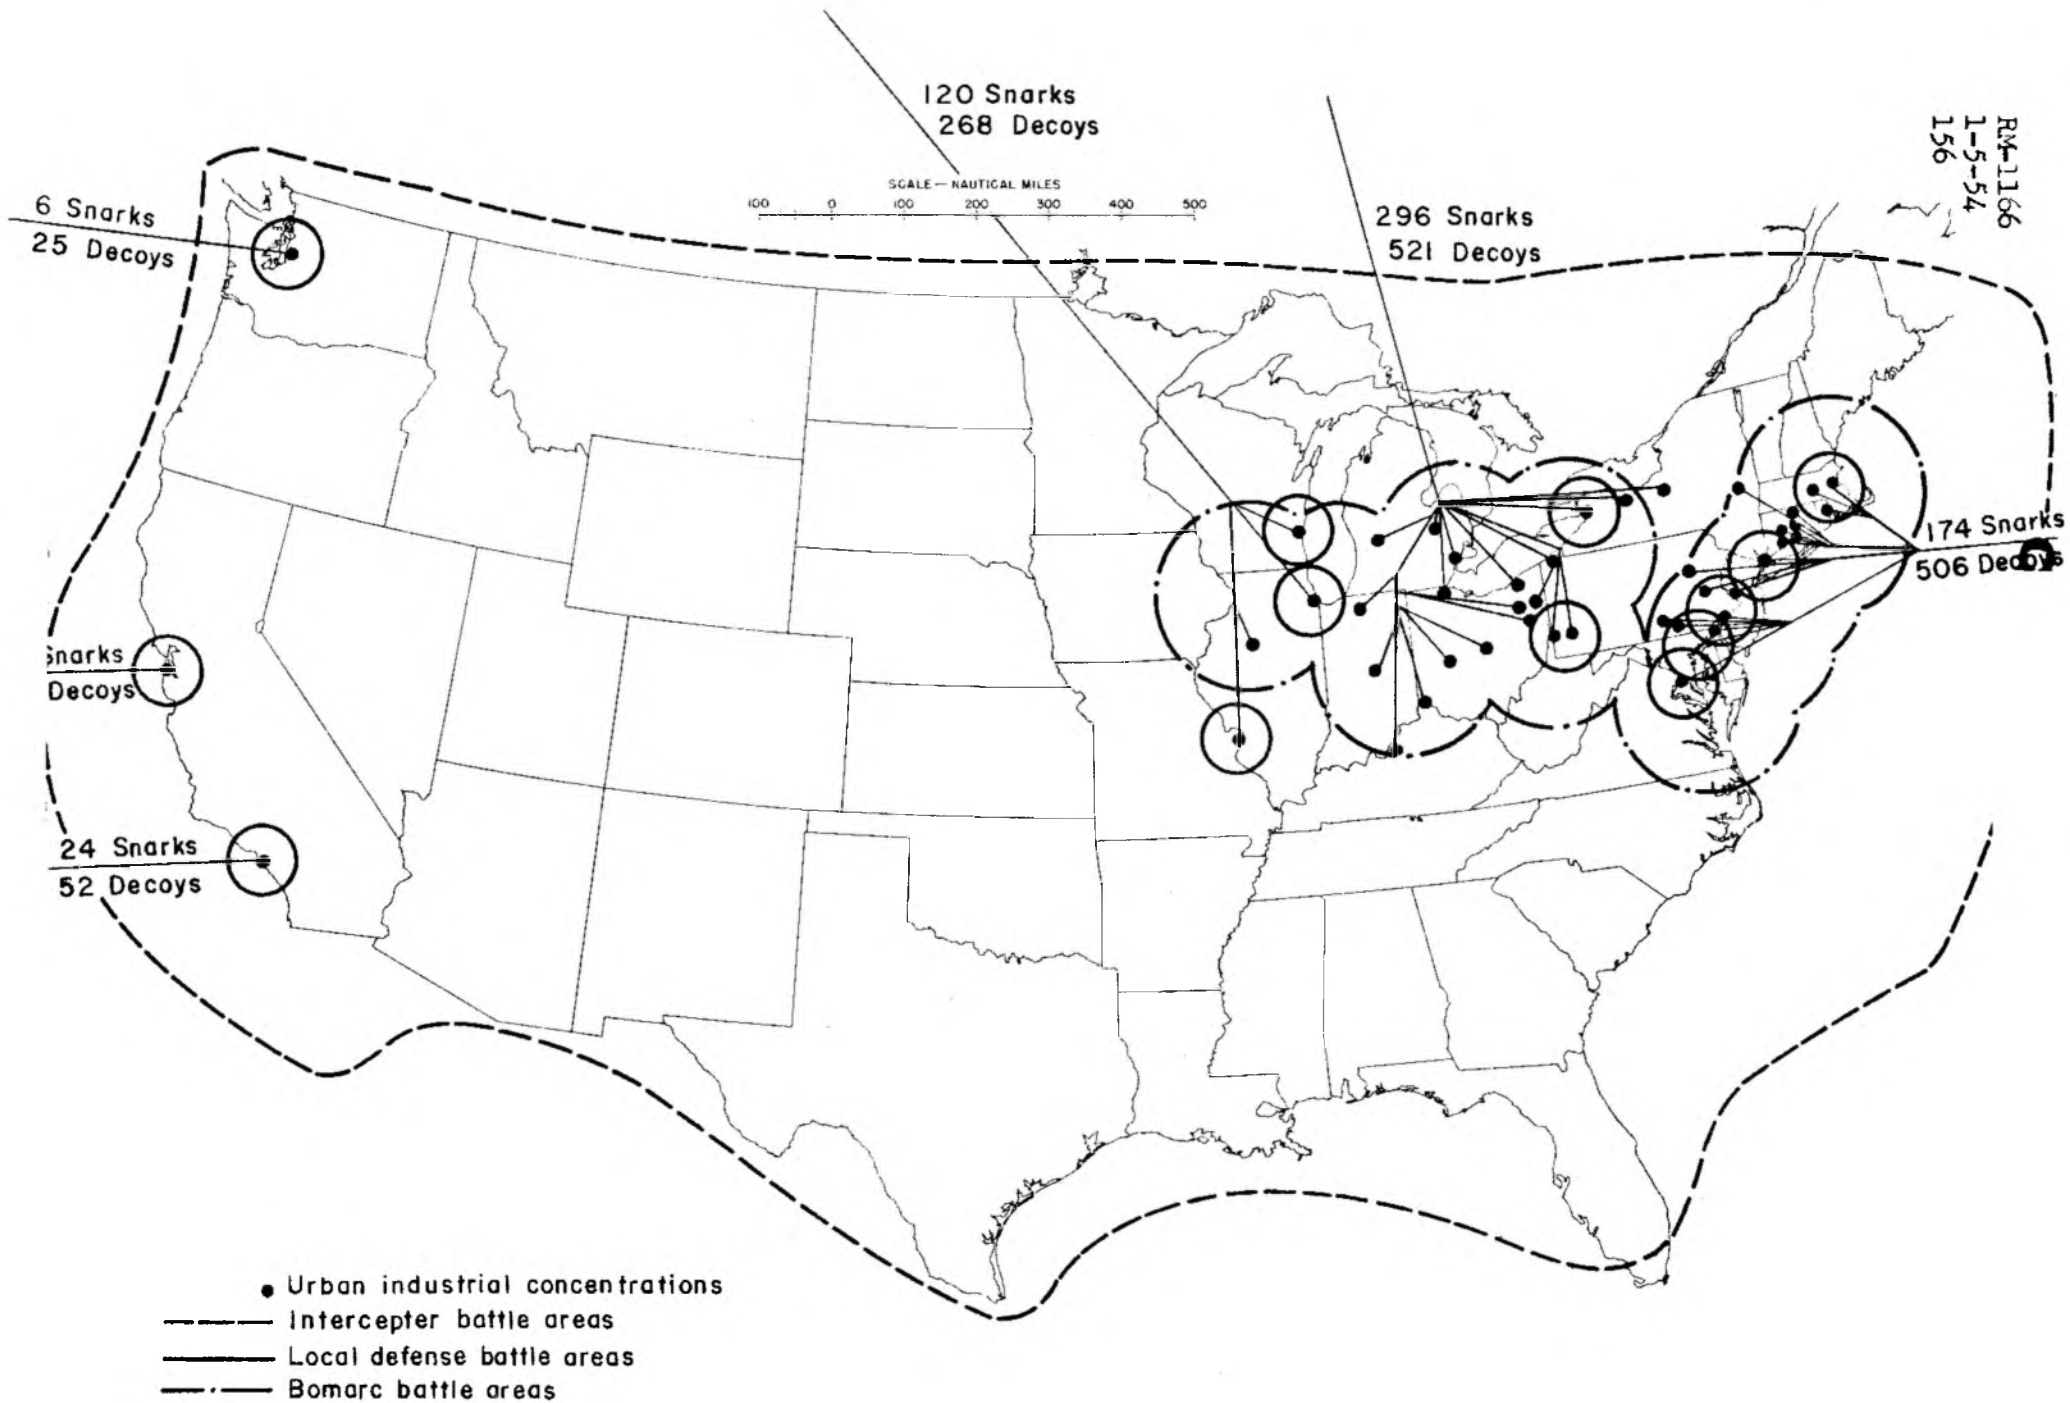 RM-1166
1-5-54
156
120 Snarks
268 Decoys
SCALE — NAUTICAL MILES
100 0 100 200 300 400 500
6 Snarks
25 Decoys
296 Snarks
521 Decoys
174 Snarks
506 Decoys
Snarks
Decoys
24 Snarks
52 Decoys
Urban industrial concentrations
Intercepter battle areas
Local defense battle areas
Bomarc battle areas